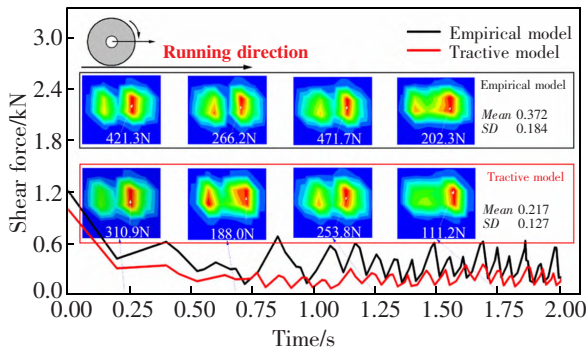 Shear force/kN
3.0
2.4
1.8
1.2
0.6
0.0
Running direction
Empirical model
Tractive model
421.3N
266.2N
471.7N
202.3N
Empirical model
Mean 0.372
SD 0.184
310.9N
188.0N
253.8N
111.2N
Tractive model
Mean 0.217
SD 0.127
0.00 0.25 0.50 0.75 1.00 1.25 1.50 1.75 2.00
Time/s